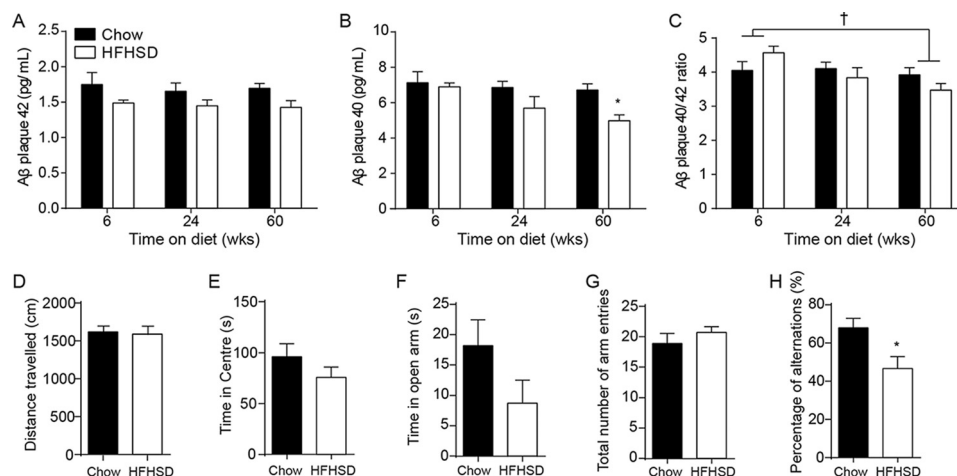 A
Aβ plaque 42 (pg/mL)
2.5
2.0
1.5
1.0
0.5
0.0
Chow
HFHSD
6 24 60
Time on diet (wks)
B
Aβ plaque 40 (pg/mL)
10
8
6
4
2
0
*
6 24 60
Time on diet (wks)
C
Aβ plaque 40/42 ratio
5
4
3
2
1
0
†
6 24 60
Time on diet (wks)
D
Distance travelled (cm)
2000
1500
1000
500
0
Chow HFHSD
E
Time in Centre (s)
150
100
50
0
Chow HFHSD
F
Time in open arm (s)
25
20
15
10
5
0
Chow HFHSD
G
Total number of arm entries
25
20
15
10
5
0
Chow HFHSD
H
Percentage of alternations (%)
80
60
40
20
0
*
Chow HFHSD